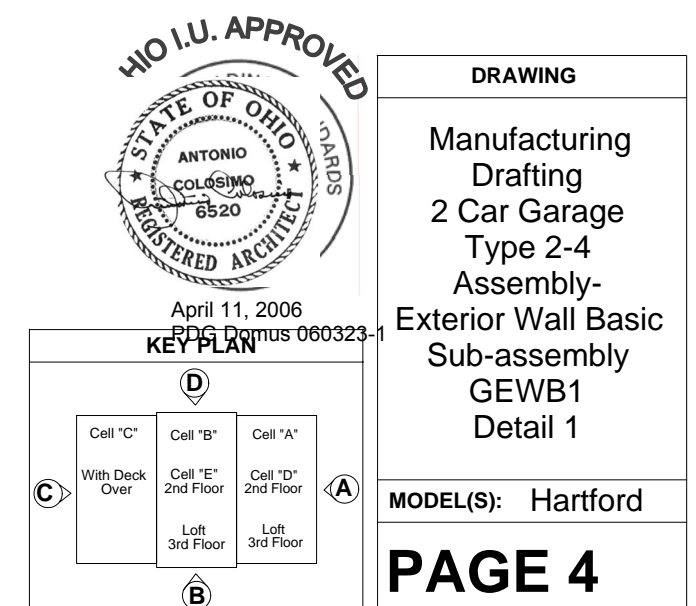 HIO I.U. APPROVED
DARDS
STATE OF OHIO
ANTONIO
COLOSIMO
6520
REGISTERED ARCHITECT
April 11, 2006
PDG Domus 060323-1
KEY PLAN
D
Cell "C"
Cell "B"
Cell "A"
With Deck
Over
Cell "E"
2nd Floor
Cell "D"
2nd Floor
Loft
3rd Floor
Loft
3rd Floor
C
A
B
DRAWING
Manufacturing
Drafting
2 Car Garage
Type 2-4
Assembly-
Exterior Wall Basic
Sub-assembly
GEWB1
Detail 1
MODEL(S): Hartford
PAGE 4